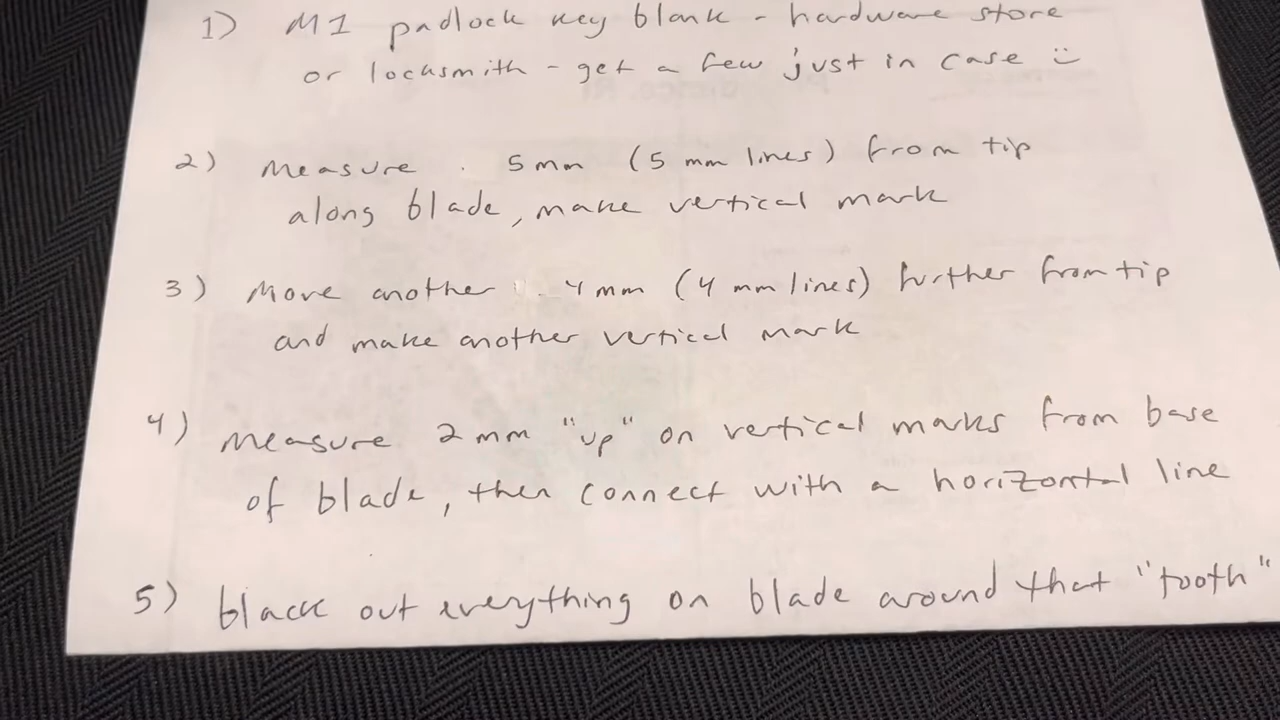 1) M1 padlock key blank - hardware store
or locksmith - get a few just in case :)
2) Measure . 5mm (5 mm lines) from tip
along blade, make vertical mark
3) Move another . 4mm (4 mm lines) further from tip
and make another vertical mark
4) Measure 2mm "up" on vertical marks from base
of blade, then connect with a horizontal line
5) black out everything on blade around that "tooth"